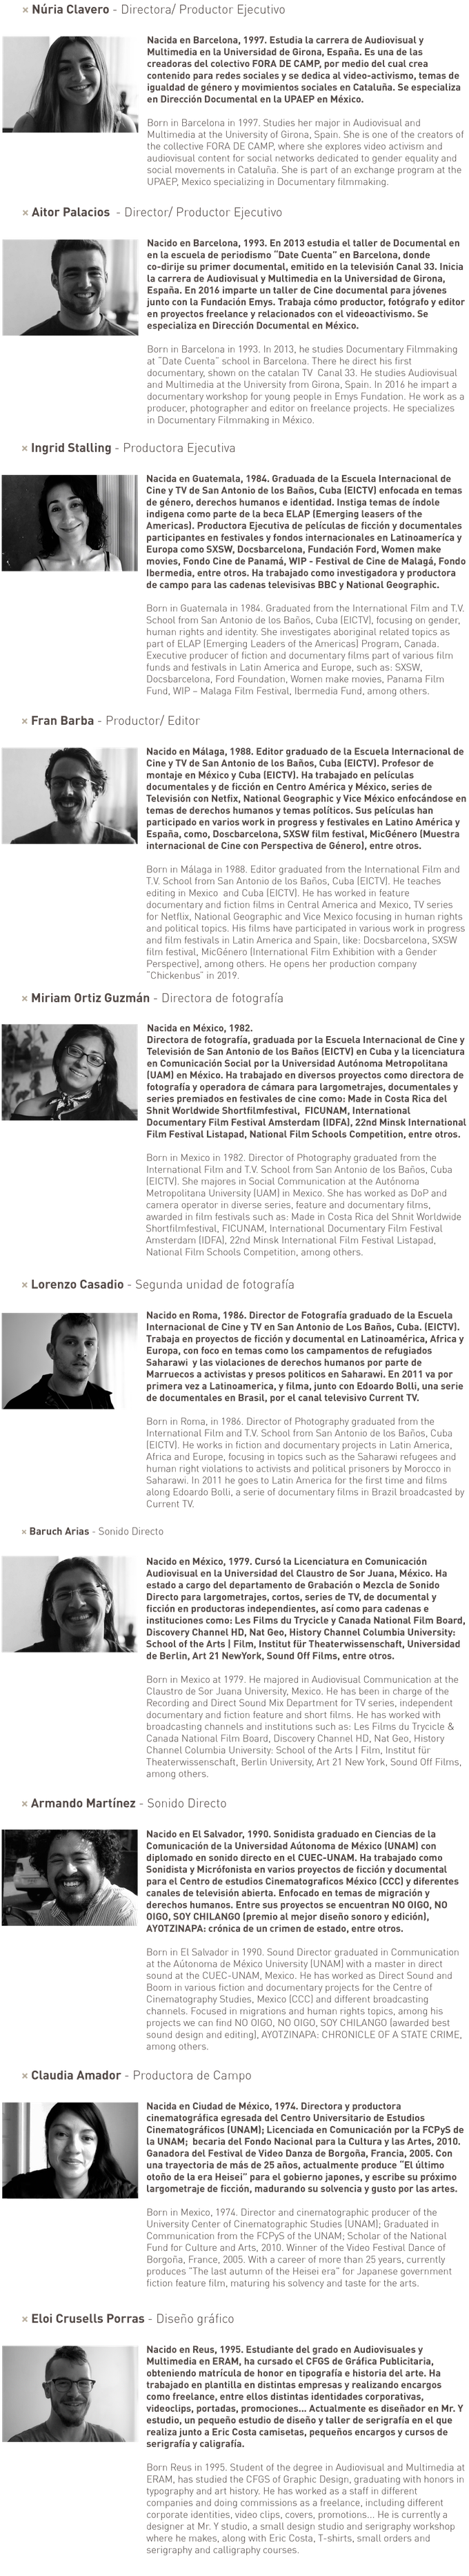 × Núria Clavero - Directora/ Productor Ejecutivo
Nacida en Barcelona, 1997. Estudia la carrera de Audiovisual y
Multimedia en la Universidad de Girona, España. Es una de las
creadoras del colectivo FORA DE CAMP, por medio del cual crea
contenido para redes sociales y se dedica al video-activismo, temas de
igualdad de género y movimientos sociales en Cataluña. Se especializa
en Dirección Documental en la UPAEP en México.
Born in Barcelona in 1997. Studies her major in Audiovisual and
Multimedia at the University of Girona, Spain. She is one of the creators of
the collective FORA DE CAMP, where she explores video activism and
audiovisual content for social networks dedicated to gender equality and
social movements in Cataluña. She is part of an exchange program at the
UPAEP, Mexico specializing in Documentary filmmaking.
× Aitor Palacios - Director/ Productor Ejecutivo
Nacido en Barcelona, 1993. En 2013 estudia el taller de Documental en
en la escuela de periodismo "Date Cuenta" en Barcelona, donde
co-dirije su primer documental, emitido en la televisión Canal 33. Inicia
la carrera de Audiovisual y Multimedia en la Universidad de Girona,
España. En 2016 imparte un taller de Cine documental para jóvenes
junto con la Fundación Emys. Trabaja cómo productor, fotógrafo y editor
en proyectos freelance y relacionados con el videoactivismo. Se
especializa en Dirección Documental en México.
Born in Barcelona in 1993. In 2013, he studies Documentary Filmmaking
at "Date Cuenta" school in Barcelona. There he direct his first
documentary, shown on the catalan TV Canal 33. He studies Audiovisual
and Multimedia at the University from Girona, Spain. In 2016 he impart a
documentary workshop for young people in Emys Fundation. He work as a
producer, photographer and editor on freelance projects. He specializes
in Documentary Filmmaking in México.
× Ingrid Stalling - Productora Ejecutiva
Nacida en Guatemala, 1984. Graduada de la Escuela Internacional de
Cine y TV de San Antonio de los Baños, Cuba (EICTV) enfocada en temas
de género, derechos humanos e identidad. Instiga temas de índole
indígena como parte de la beca ELAP (Emerging leasers of the
Americas). Productora Ejecutiva de películas de ficción y documentales
participantes en festivales y fondos internacionales en Latinoamerica y
Europa como SXSW, Docsbarcelona, Fundación Ford, Women make
movies, Fondo Cine de Panamá, WIP - Festival de Cine de Malagá, Fondo
Ibermedia, entre otros. Ha trabajado como investigadora y productora
de campo para las cadenas televisivas BBC y National Geographic.
Born in Guatemala in 1984. Graduated from the International Film and T.V.
School from San Antonio de los Baños, Cuba (EICTV), focusing on gender,
human rights and identity. She investigates aboriginal related topics as
part of ELAP (Emerging Leaders of the Americas) Program, Canada.
Executive producer of fiction and documentary films part of various film
funds and festivals in Latin America and Europe, such as: SXSW,
Docsbarcelona, Ford Foundation, Women make movies, Panama Film
Fund, WIP – Malaga Film Festival, Ibermedia Fund, among others.
× Fran Barba - Productor/ Editor
Nacido en Málaga, 1988. Editor graduado de la Escuela Internacional de
Cine y TV de San Antonio de los Baños, Cuba (EICTV). Profesor de
montaje en México y Cuba (EICTV). Ha trabajado en películas
documentales y de ficción en Centro América y México, series de
Televisión con Netfix, National Geographic y Vice México enfocándose en
temas de derechos humanos y temas políticos. Sus películas han
participado en varios work in progress y festivales en Latino América y
España, como, Doscbarcelona, SXSW film festival, MicGénero (Muestra
internacional de Cine con Perspectiva de Género), entre otros.
Born in Málaga in 1988. Editor graduated from the International Film and
T.V. School from San Antonio de los Baños, Cuba (EICTV). He teaches
editing in Mexico and Cuba (EICTV). He has worked in feature
documentary and fiction films in Central America and Mexico, TV series
for Netflix, National Geographic and Vice Mexico focusing in human rights
and political topics. His films have participated in various work in progress
and film festivals in Latin America and Spain, like: Docsbarcelona, SXSW
film festival, MicGénero (International Film Exhibition with a Gender
Perspective), among others. He opens her production company
"Chickenbus" in 2019.
× Miriam Ortiz Guzmán - Directora de fotografía
Nacida en México, 1982.
Directora de fotografía, graduada por la Escuela Internacional de Cine y
Televisión de San Antonio de los Baños (EICTV) en Cuba y la licenciatura
en Comunicación Social por la Universidad Autónoma Metropolitana
(UAM) en México. Ha trabajado en diversos proyectos como directora de
fotografía y operadora de cámara para largometrajes, documentales y
series premiados en festivales de cine como: Made in Costa Rica del
Shnit Worldwide Shortfilmfestival, FICUNAM, International
Documentary Film Festival Amsterdam (IDFA), 22nd Minsk International
Film Festival Listapad, National Film Schools Competition, entre otros.
Born in Mexico in 1982. Director of Photography graduated from the
International Film and T.V. School from San Antonio de los Baños, Cuba
(EICTV). She majores in Social Communication at the Autónoma
Metropolitana University (UAM) in Mexico. She has worked as DoP and
camera operator in diverse series, feature and documentary films,
awarded in film festivals such as: Made in Costa Rica del Shnit Worldwide
Shortfilmfestival, FICUNAM, International Documentary Film Festival
Amsterdam (IDFA), 22nd Minsk International Film Festival Listapad,
National Film Schools Competition, among others.
× Lorenzo Casadio - Segunda unidad de fotografía
Nacido en Roma, 1986. Director de Fotografía graduado de la Escuela
Internacional de Cine y TV en San Antonio de Los Baños, Cuba. (EICTV).
Trabaja en proyectos de ficción y documental en Latinoamérica, Africa y
Europa, con foco en temas como los campamentos de refugiados
Saharawi y las violaciones de derechos humanos por parte de
Marruecos a activistas y presos politicos en Saharawi. En 2011 va por
primera vez a Latinoamerica, y filma, junto con Edoardo Bolli, una serie
de documentales en Brasil, por el canal televisivo Current TV.
Born in Roma, in 1986. Director of Photography graduated from the
International Film and T.V. School from San Antonio de los Baños, Cuba
(EICTV). He works in fiction and documentary projects in Latin America,
Africa and Europe, focusing in topics such as the Saharawi refugees and
human right violations to activists and political prisoners by Morocco in
Saharawi. In 2011 he goes to Latin America for the first time and films
along Edoardo Bolli, a serie of documentary films in Brazil broadcasted by
Current TV.
× Baruch Arias - Sonido Directo
Nacido en México, 1979. Cursó la Licenciatura en Comunicación
Audiovisual en la Universidad del Claustro de Sor Juana, México. Ha
estado a cargo del departamento de Grabación o Mezcla de Sonido
Directo para largometrajes, cortos, series de TV, de documental y
ficción en productoras independientes, así como para cadenas e
instituciones como: Les Films du Trycicle y Canada National Film Board,
Discovery Channel HD, Nat Geo, History Channel Columbia University:
School of the Arts | Film, Institut für Theaterwissenschaft, Universidad
de Berlin, Art 21 NewYork, Sound Off Films, entre otros.
Born in Mexico at 1979. He majored in Audiovisual Communication at the
Claustro de Sor Juana University, Mexico. He has been in charge of the
Recording and Direct Sound Mix Department for TV series, independent
documentary and fiction feature and short films. He has worked with
broadcasting channels and institutions such as: Les Films du Trycicle &
Canada National Film Board, Discovery Channel HD, Nat Geo, History
Channel Columbia University: School of the Arts | Film, Institut für
Theaterwissenschaft, Berlin University, Art 21 New York, Sound Off Films,
among others.
× Armando Martínez - Sonido Directo
Nacido en El Salvador, 1990. Sonidista graduado en Ciencias de la
Comunicación de la Universidad Aútonoma de México (UNAM) con
diplomado en sonido directo en el CUEC-UNAM. Ha trabajado como
Sonidista y Micrófonista en varios proyectos de ficción y documental
para el Centro de estudios Cinematograficos México (CCC) y diferentes
canales de televisión abierta. Enfocado en temas de migración y
derechos humanos. Entre sus proyectos se encuentran NO OIGO, NO
OIGO, SOY CHILANGO (premio al mejor diseño sonoro y edición),
AYOTZINAPA: crónica de un crimen de estado, entre otros.
Born in El Salvador in 1990. Sound Director graduated in Communication
at the Aútonoma de México University (UNAM) with a master in direct
sound at the CUEC-UNAM, Mexico. He has worked as Direct Sound and
Boom in various fiction and documentary projects for the Centre of
Cinematography Studies, Mexico (CCC) and different broadcasting
channels. Focused in migrations and human rights topics, among his
projects we can find NO OIGO, NO OIGO, SOY CHILANGO (awarded best
sound design and editing), AYOTZINAPA: CHRONICLE OF A STATE CRIME,
among others.
× Claudia Amador - Productora de Campo
Nacida en Ciudad de México, 1974. Directora y productora
cinematográfica egresada del Centro Universitario de Estudios
Cinematográficos (UNAM); Licenciada en Comunicación por la FCPyS de
la UNAM; becaria del Fondo Nacional para la Cultura y las Artes, 2010.
Ganadora del Festival de Video Danza de Borgoña, Francia, 2005. Con
una trayectoria de más de 25 años, actualmente produce "El último
otoño de la era Heisei" para el gobierno japones, y escribe su próximo
largometraje de ficción, madurando su solvencia y gusto por las artes.
Born in Mexico, 1974. Director and cinematographic producer of the
University Center of Cinematographic Studies (UNAM); Graduated in
Communication from the FCPyS of the UNAM; Scholar of the National
Fund for Culture and Arts, 2010. Winner of the Video Festival Dance of
Borgoña, France, 2005. With a career of more than 25 years, currently
produces "The last autumn of the Heisei era" for Japanese government
fiction feature film, maturing his solvency and taste for the arts.
× Eloi Crusells Porras - Diseño gráfico
Nacido en Reus, 1995. Estudiante del grado en Audiovisuales y
Multimedia en ERAM, ha cursado el CFGS de Gráfica Publicitaria,
obteniendo matrícula de honor en tipografía e historia del arte. Ha
trabajado en plantilla en distintas empresas y realizando encargos
como freelance, entre ellos distintas identidades corporativas,
videoclips, portadas, promociones... Actualmente es diseñador en Mr. Y
estudio, un pequeño estudio de diseño y taller de serigrafía en el que
realiza junto a Eric Costa camisetas, pequeños encargos y cursos de
serigrafía y caligrafía.
Born Reus in 1995. Student of the degree in Audiovisual and Multimedia at
ERAM, has studied the CFGS of Graphic Design, graduating with honors in
typography and art history. He has worked as a staff in different
companies and doing commissions as a freelance, including different
corporate identities, video clips, covers, promotions... He is currently a
designer at Mr. Y studio, a small design studio and serigraphy workshop
where he makes, along with Eric Costa, T-shirts, small orders and
serigraphy and calligraphy courses.